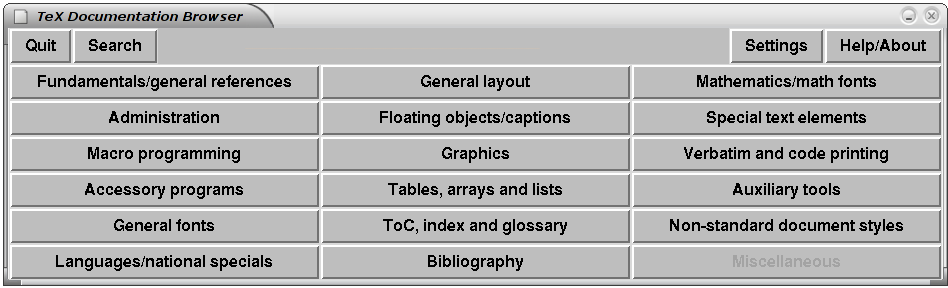 TeX Documentation Browser
Quit Search Settings Help/About
Fundamentals/general references General layout Mathematics/math fonts
Administration Floating objects/captions Special text elements
Macro programming Graphics Verbatim and code printing
Accessory programs Tables, arrays and lists Auxiliary tools
General fonts ToC, index and glossary Non-standard document styles
Languages/national specials Bibliography Miscellaneous